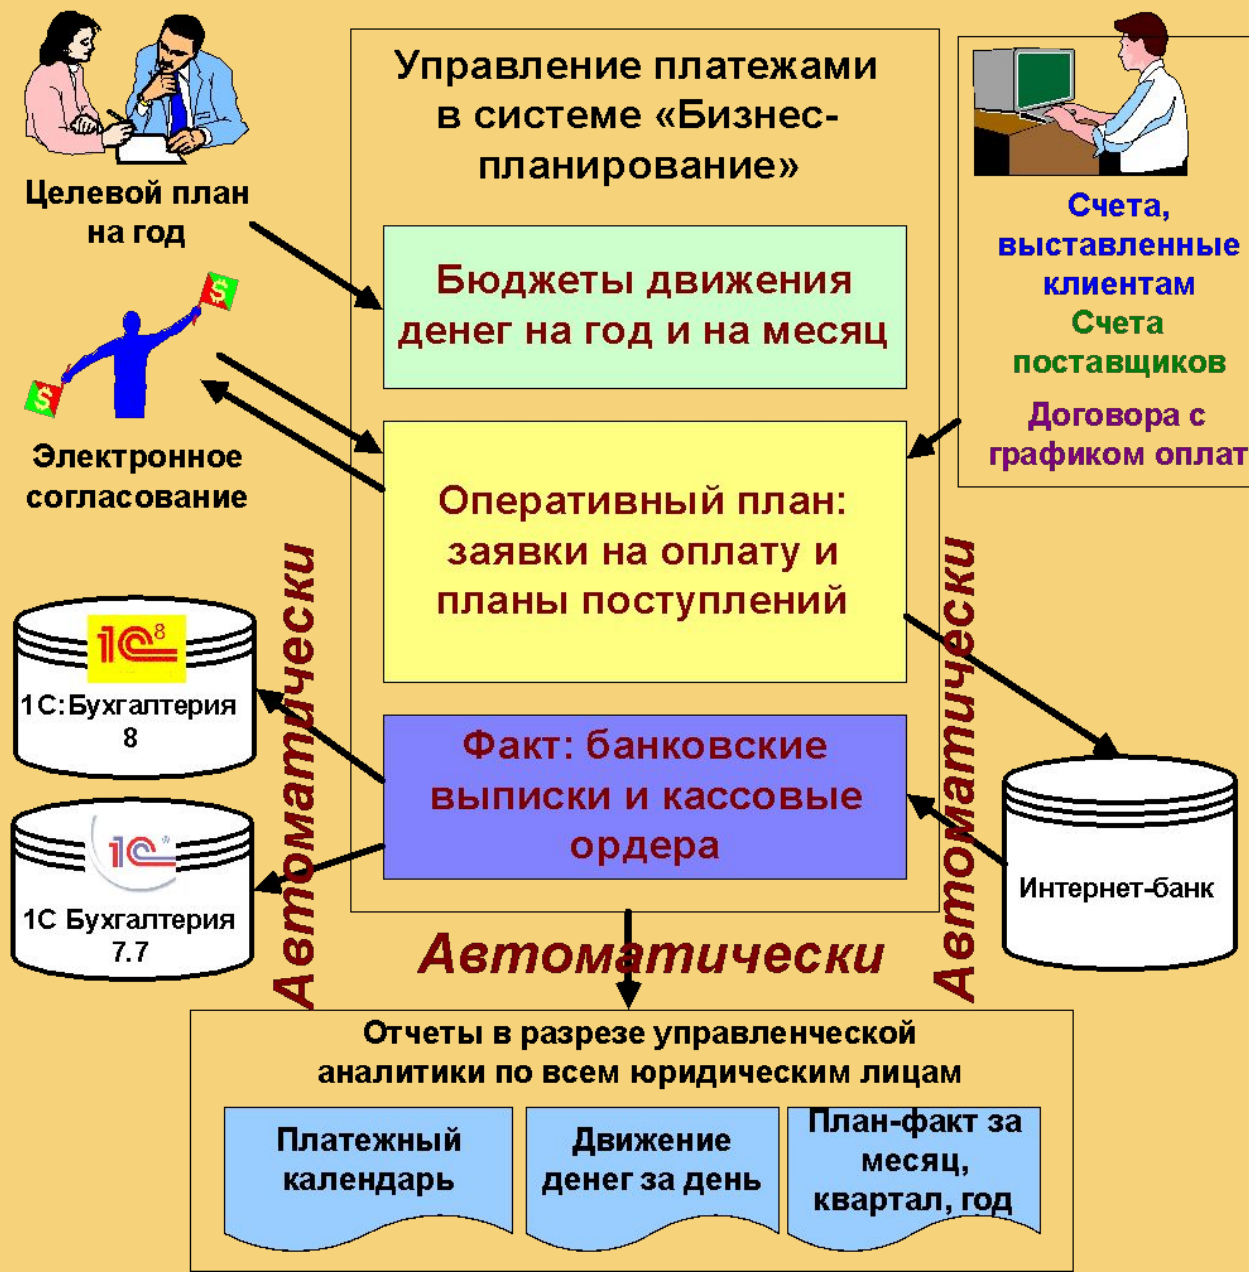 Управление платежами
в системе «Бизнес-
планирование»
Целевой план
на год
Бюджеты движения
денег на год и на месяц
Счета,
выставленные
клиентам
Счета
поставщиков
Договора с
графиком оплат
$
$
Электронное
согласование
Оперативный план:
заявки на оплату и
планы поступлений
Автоматически
Автоматически
1С 8
1С:Бухгалтерия
8
Факт: банковские
выписки и кассовые
ордера
1С ®
1С Бухгалтерия
7.7
Интернет-банк
Автоматически
Отчеты в разрезе управленческой
аналитики по всем юридическим лицам
Платежный
календарь
Движение
денег за день
План-факт за
месяц,
квартал, год